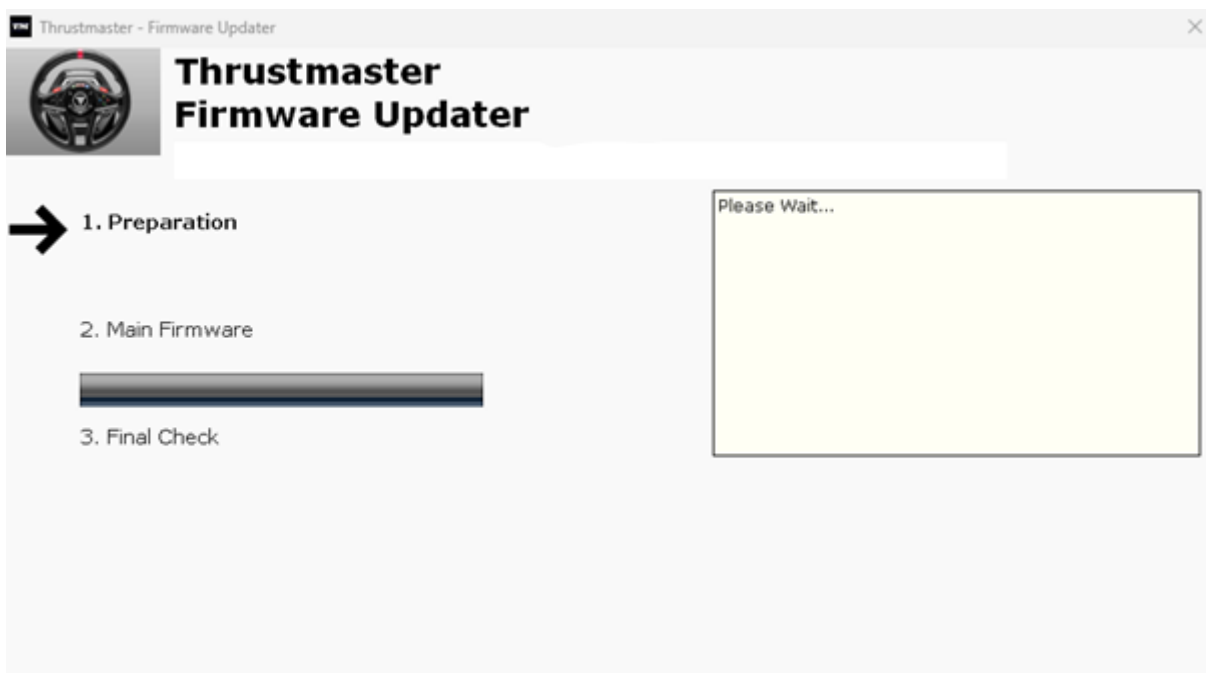 Thrustmaster - Firmware Updater
Thrustmaster
Firmware Updater
1. Preparation
Please Wait...
2. Main Firmware
3. Final Check